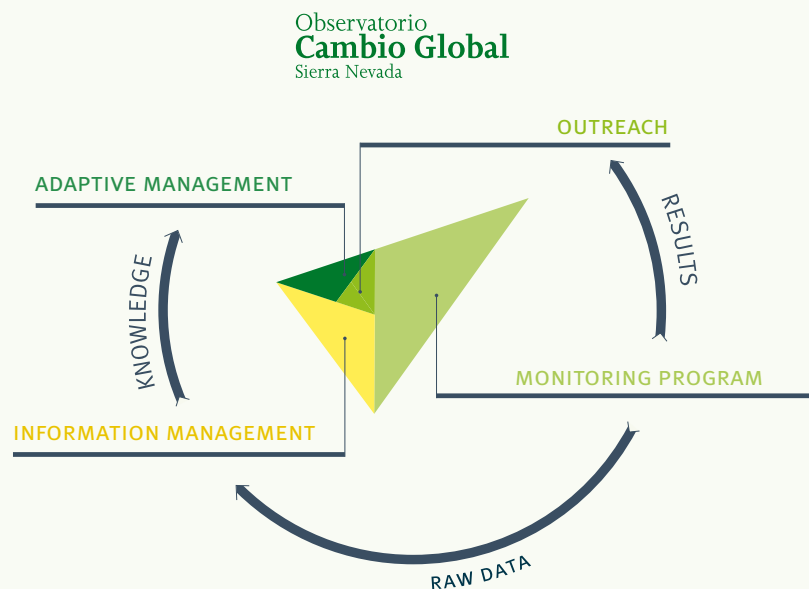 Observatorio
Cambio Global
Sierra Nevada
OUTREACH
ADAPTIVE MANAGEMENT
RESULTS
KNOWLEDGE
MONITORING PROGRAM
INFORMATION MANAGEMENT
RAW DATA